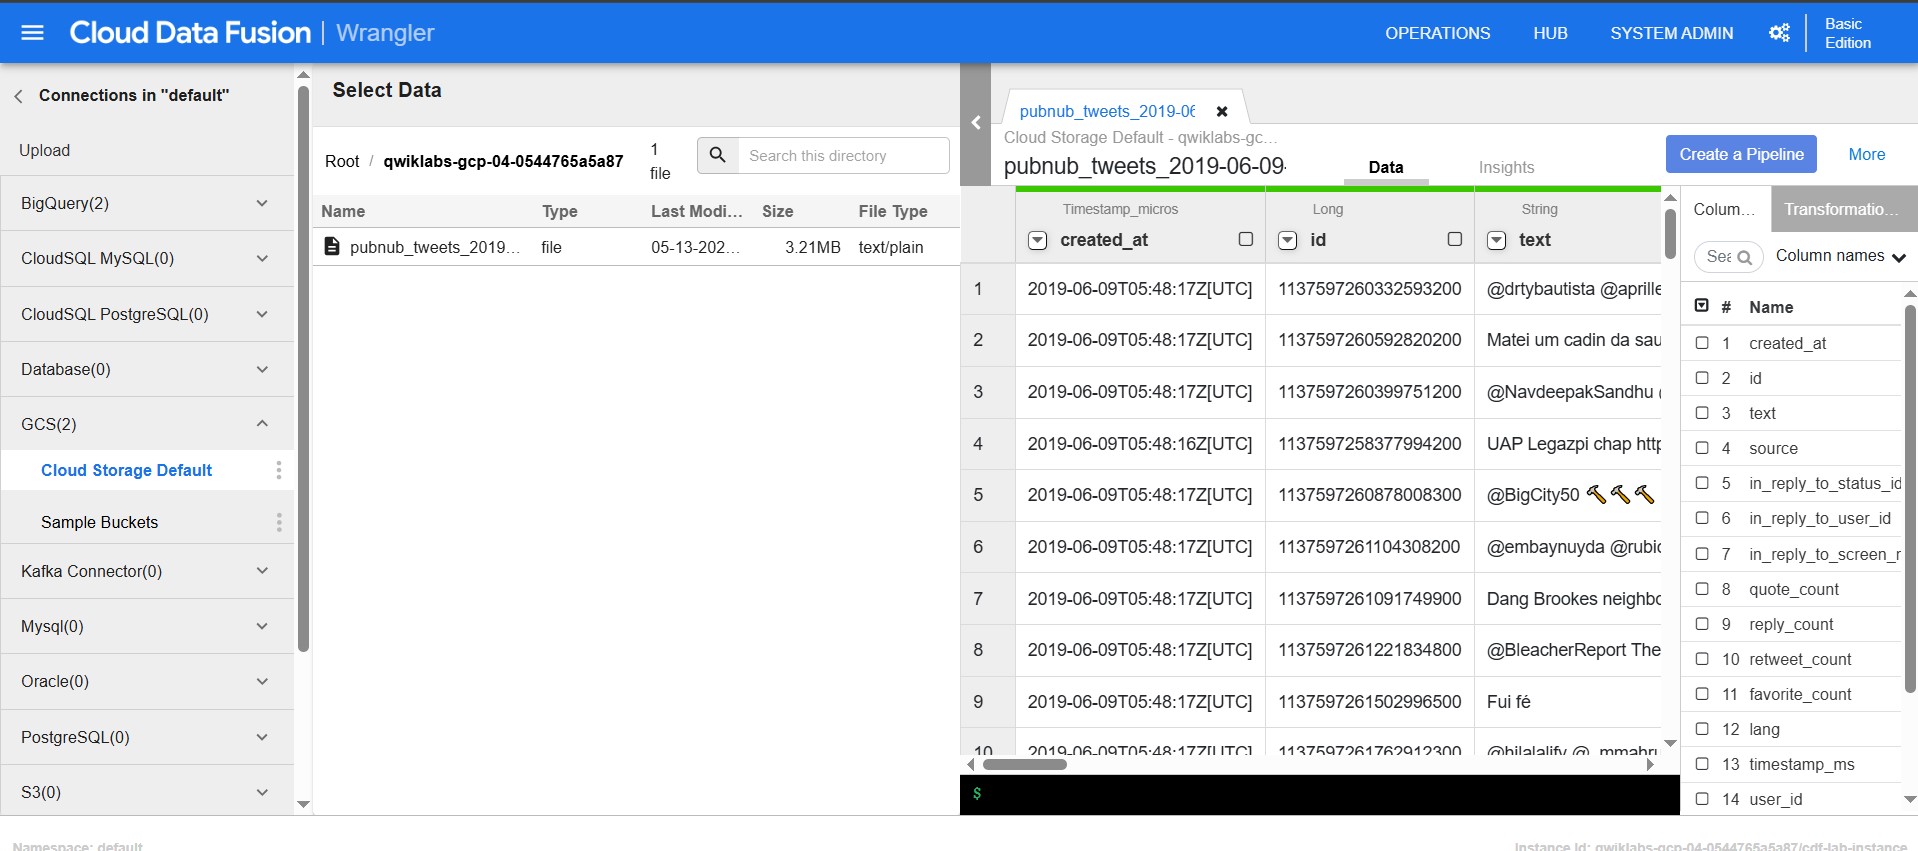 Cloud Data Fusion | Wrangler
OPERATIONS HUB SYSTEM ADMIN Basic Edition
Connections in "default"
Upload
BigQuery(2)
CloudSQL MySQL(0)
CloudSQL PostgreSQL(0)
Database(0)
GCS(2)
Cloud Storage Default
Sample Buckets
Kafka Connector(0)
Mysql(0)
Oracle(0)
PostgreSQL(0)
S3(0)
Select Data
Root / qwiklabs-gcp-04-0544765a5a87 1 file Search this directory
Name Type Last Modi... Size File Type
pubnub_tweets_2019... file 05-13-202... 3.21MB text/plain
pubnub_tweets_2019-06
Cloud Storage Default - qwiklabs-gc...
pubnub_tweets_2019-06-09-
Data Insights
Create a Pipeline More
Timestamp_micros Long String
created_at id text
1 2019-06-09T05:48:17Z[UTC] 1137597260332593200 @drtybautista @aprille
2 2019-06-09T05:48:17Z[UTC] 1137597260592820200 Matei um cadin da sau
3 2019-06-09T05:48:17Z[UTC] 1137597260399751200 @NavdeepakSandhu
4 2019-06-09T05:48:16Z[UTC] 1137597258377994200 UAP Legazpi chap http
5 2019-06-09T05:48:17Z[UTC] 1137597260878008300 @BigCity50 🔨🔨🔨
6 2019-06-09T05:48:17Z[UTC] 1137597261104308200 @embaynuyda @rubio
7 2019-06-09T05:48:17Z[UTC] 1137597261091749900 Dang Brookes neighbo
8 2019-06-09T05:48:17Z[UTC] 1137597261221834800 @BleacherReport The
9 2019-06-09T05:48:17Z[UTC] 1137597261502996500 Fui fé
10 2019-06-09T05:48:17Z[UTC] 1137597261762912300 @hilalalify @_mmahru
$
Colum... Transformatio...
Sea Column names
# Name
1 created_at
2 id
3 text
4 source
5 in_reply_to_status_id
6 in_reply_to_user_id
7 in_reply_to_screen_r
8 quote_count
9 reply_count
10 retweet_count
11 favorite_count
12 lang
13 timestamp_ms
14 user_id
Namespace: default
Instance Id: qwiklabs-gcp-04-0544765a5a87/cdf-lab-instance